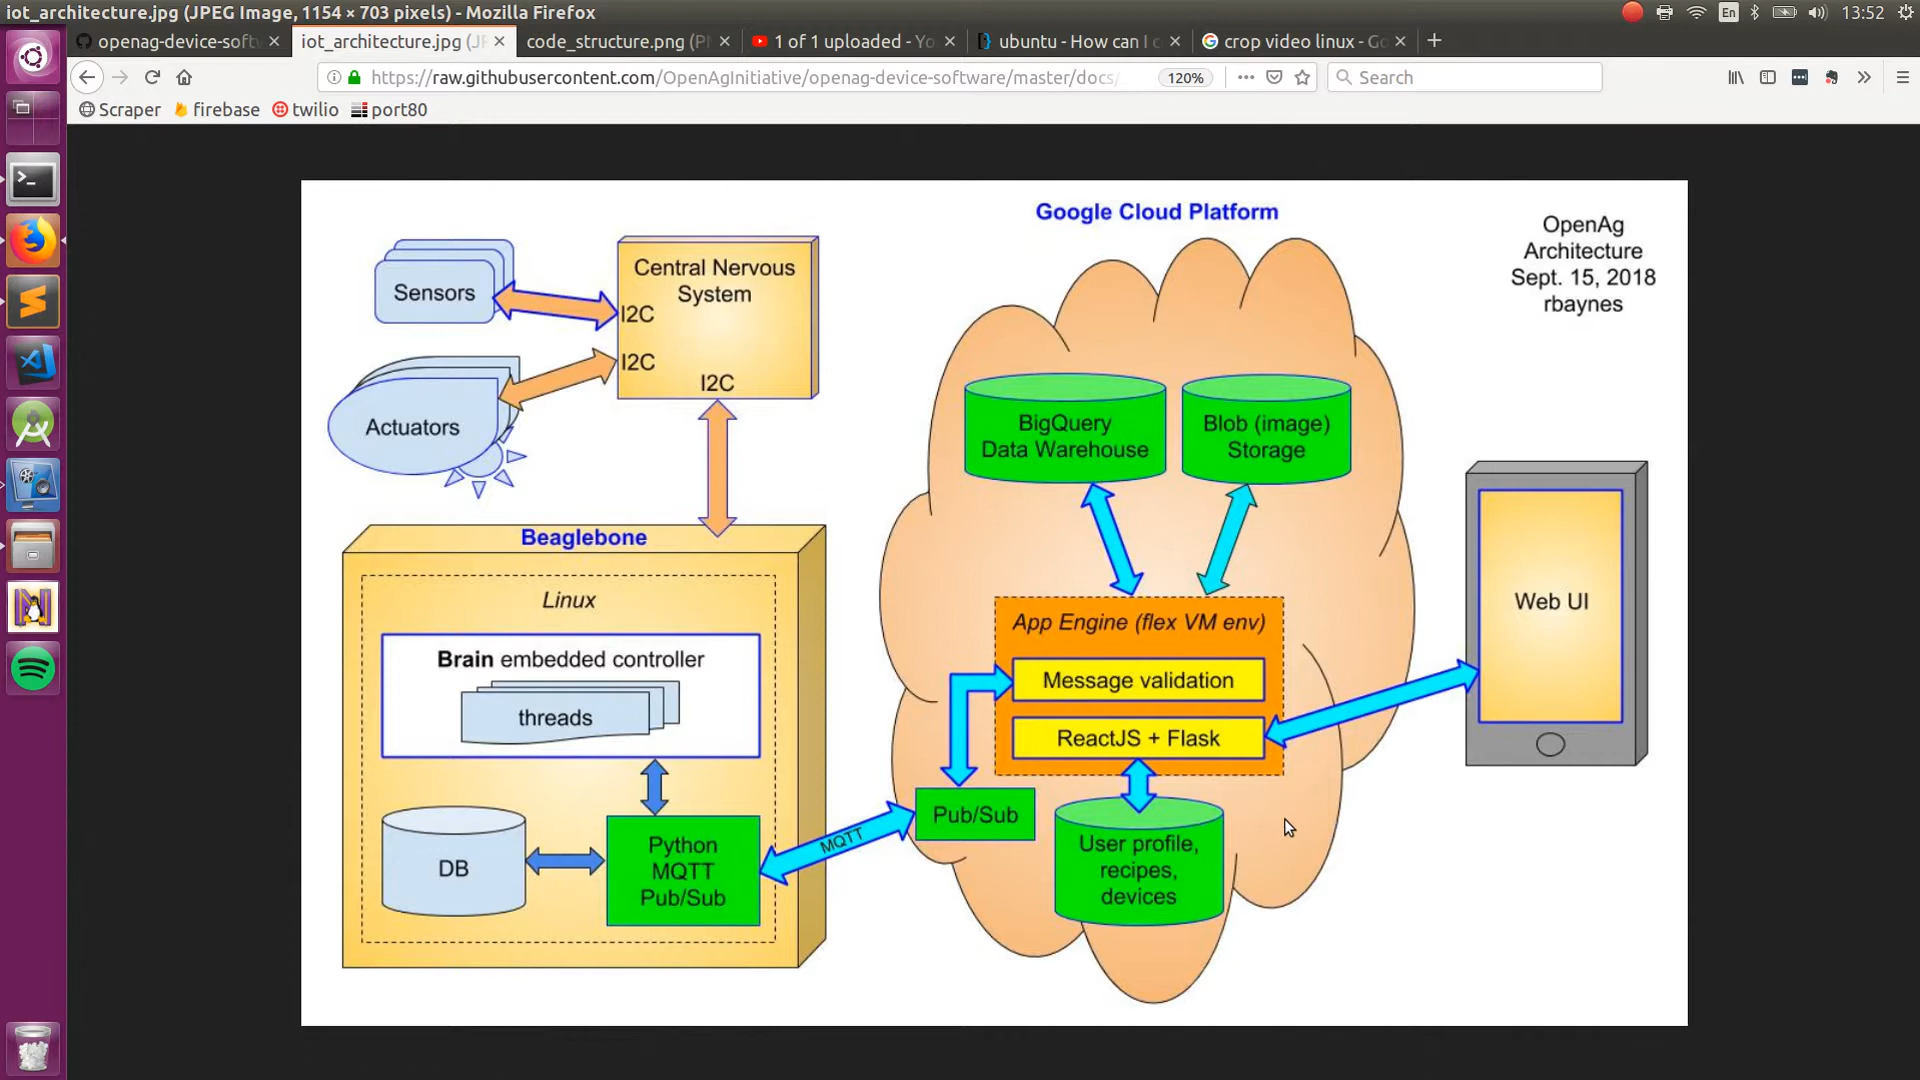 iot_architecture.jpg (JPEG Image, 1154 × 703 pixels) - Mozilla Firefox
En
13:52
openag-device-softw
iot_architecture.jpg (JP
code_structure.png (P
1 of 1 uploaded - Yo
ubuntu - How can I c
crop video linux - Go
https://raw.githubusercontent.com/OpenAgInitiative/openag-device-software/master/docs/
120%
Search
Scraper
firebase
twilio
port80
Google Cloud Platform
OpenAg
Architecture
Sept. 15, 2018
rbaynes
Sensors
Central Nervous
System
I2C
I2C
I2C
Actuators
BigQuery
Data Warehouse
Blob (image)
Storage
Beaglebone
Linux
Brain embedded controller
threads
DB
Python
MQTT
Pub/Sub
MQTT
App Engine (flex VM env)
Message validation
ReactJS + Flask
Pub/Sub
User profile,
recipes,
devices
Web UI